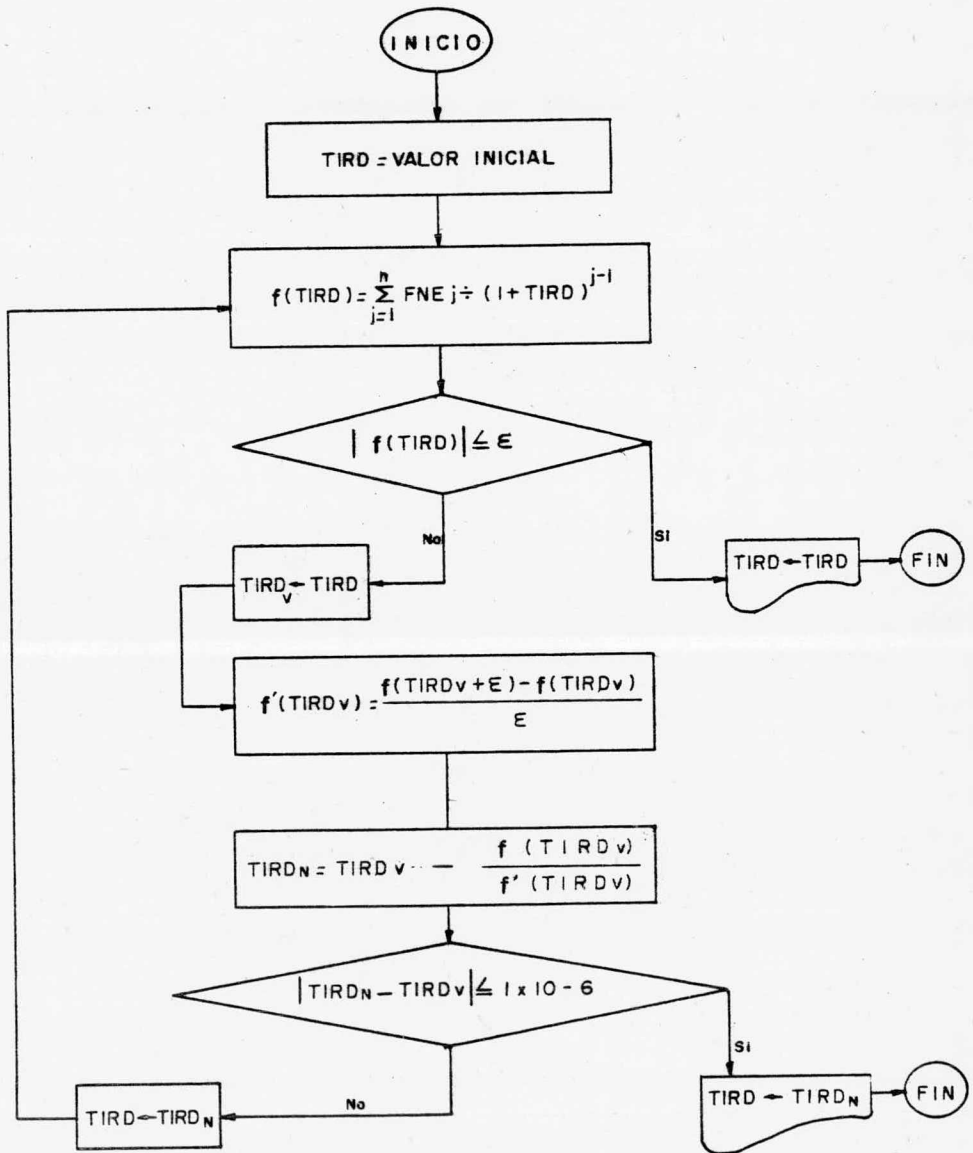 INICIO
TIRD = VALOR INICIAL
f(TIRD) = n Σ j=1 FNE j ÷ (1 + TIRD) j-1
| f(TIRD) | ≤ ε
No
Si
TIRDv ← TIRD
TIRD ← TIRD
FIN
f'(TIRDv) = f(TIRDv + ε) - f(TIRDv)
ε
TIRDN = TIRDv - f (TIRDv)
f' (TIRDv)
|TIRDN - TIRDv| ≤ 1 x 10 - 6
Si
No
TIRD ← TIRDN
TIRD ← TIRDN
FIN